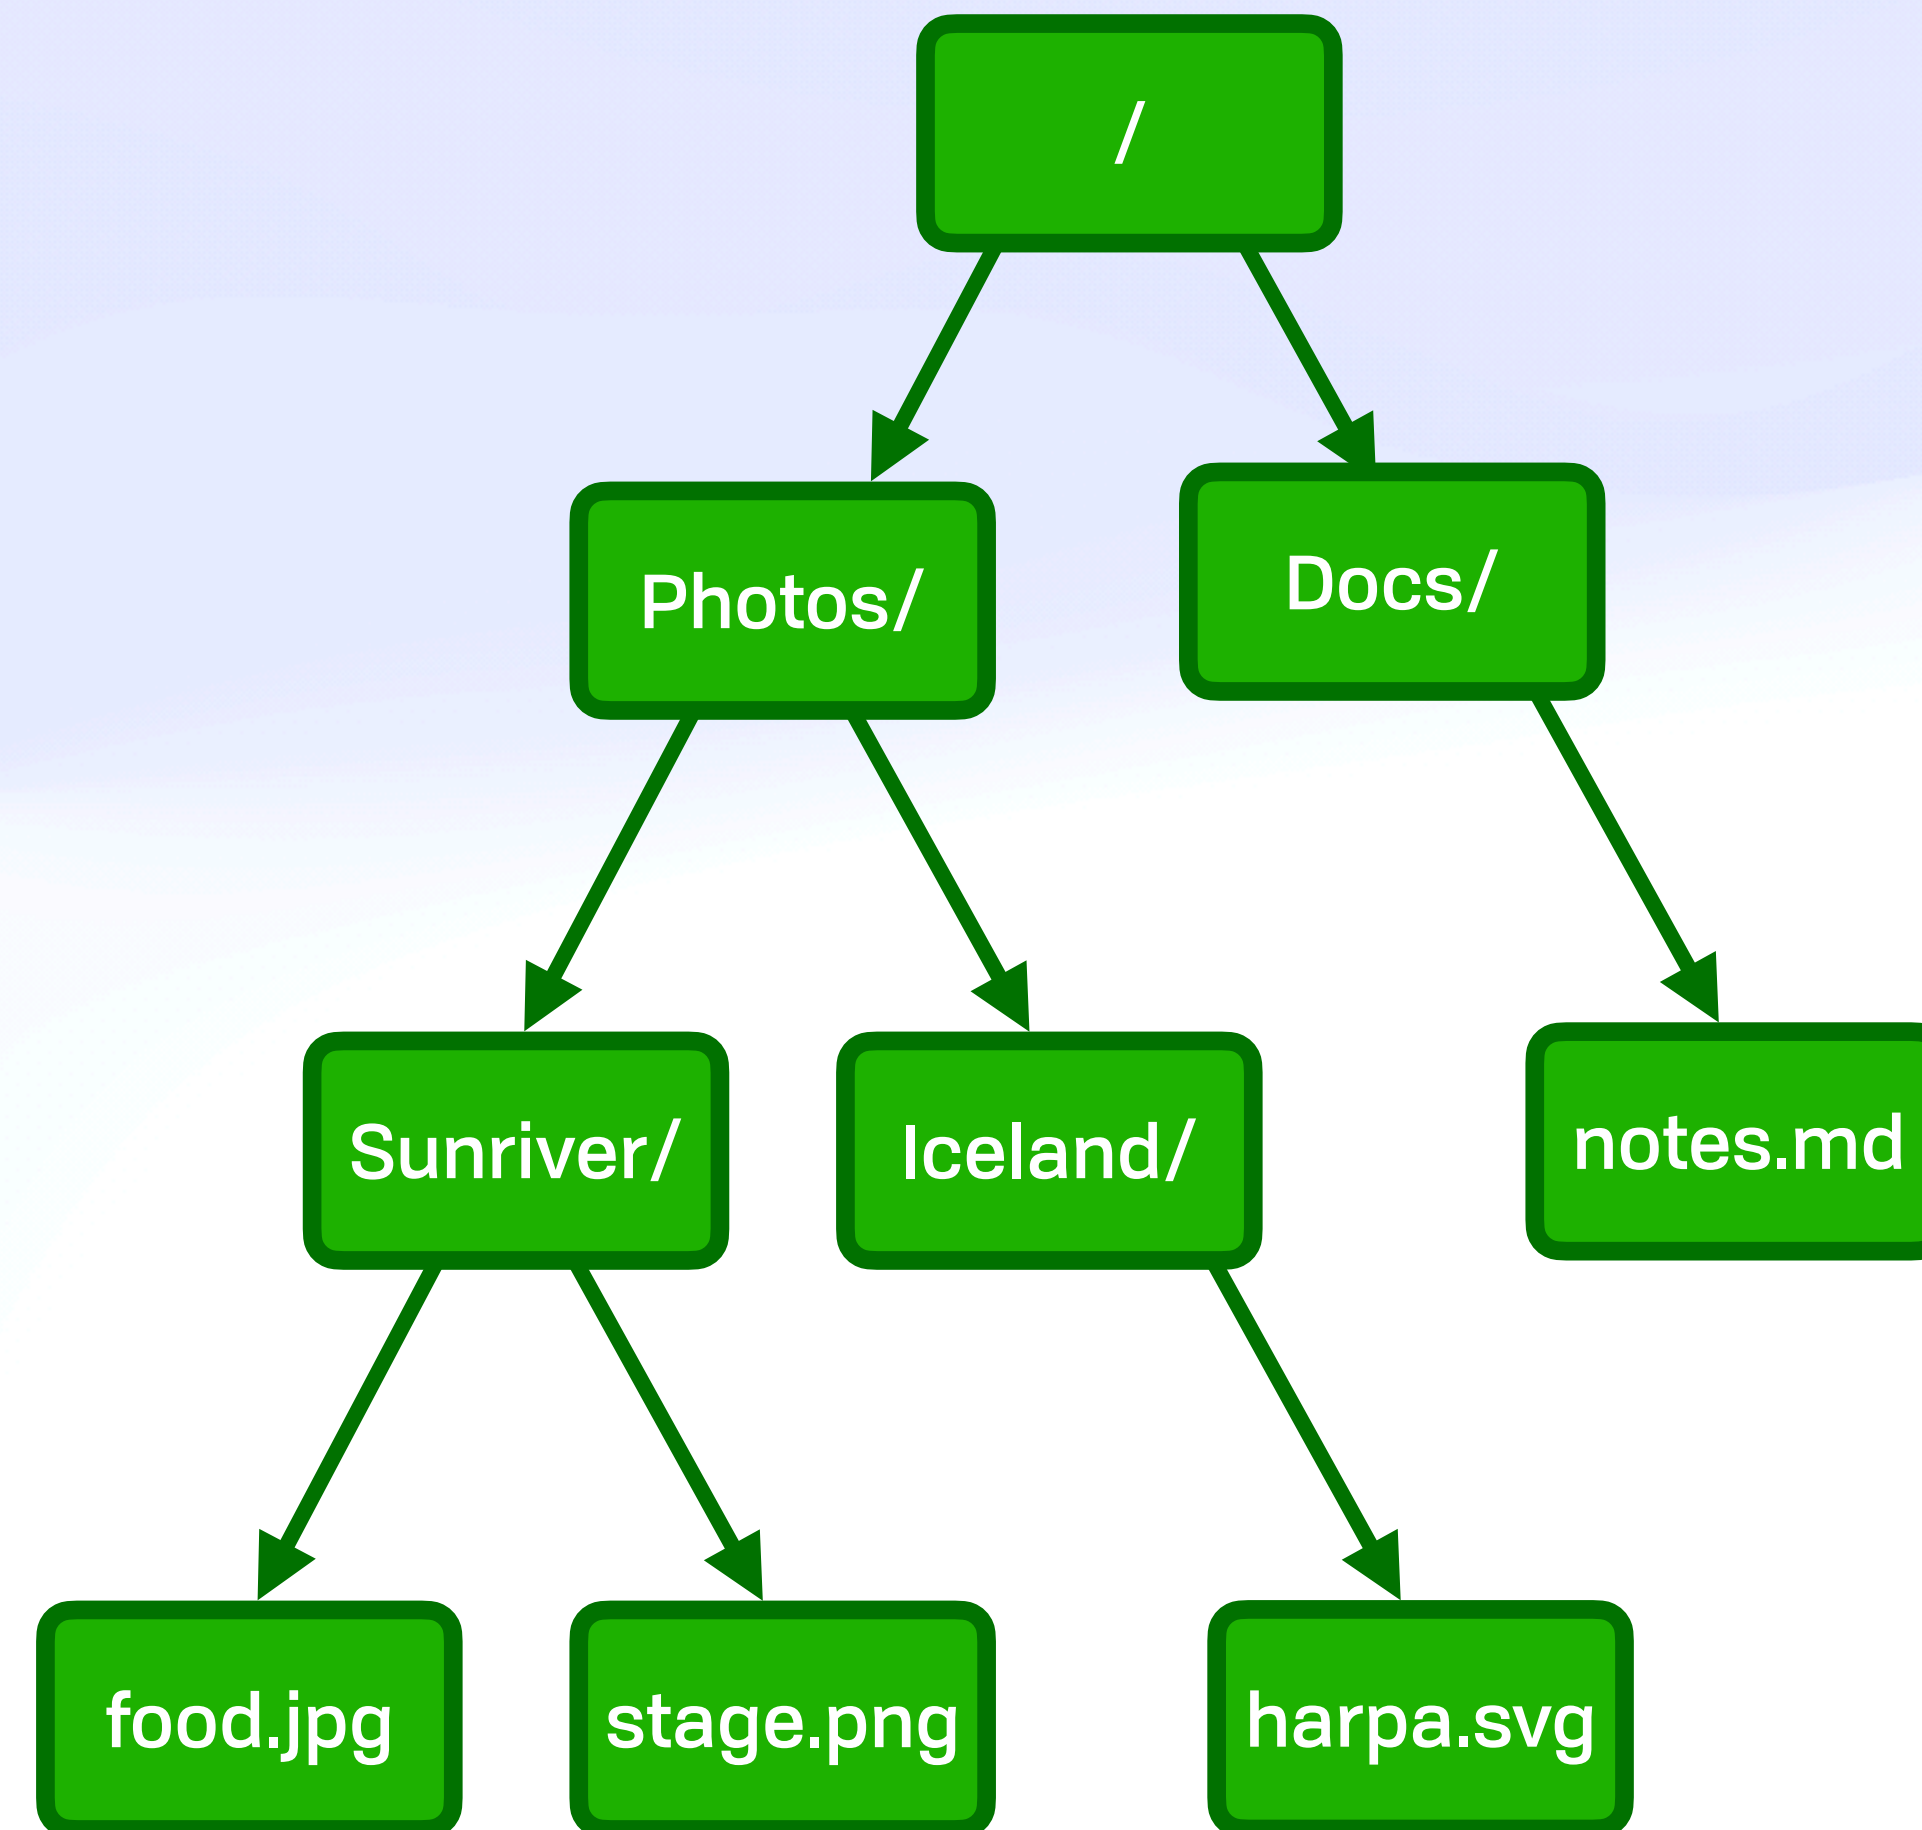 /
Photos/
Docs/
Sunriver/
Iceland/
notes.md
food.jpg
stage.png
harpa.svg